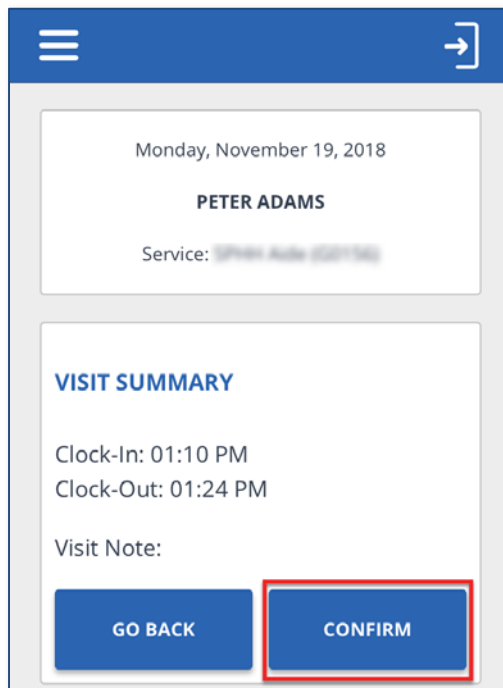 Monday, November 19, 2018
PETER ADAMS
Service:
VISIT SUMMARY
Clock-In: 01:10 PM
Clock-Out: 01:24 PM
Visit Note:
GO BACK
CONFIRM